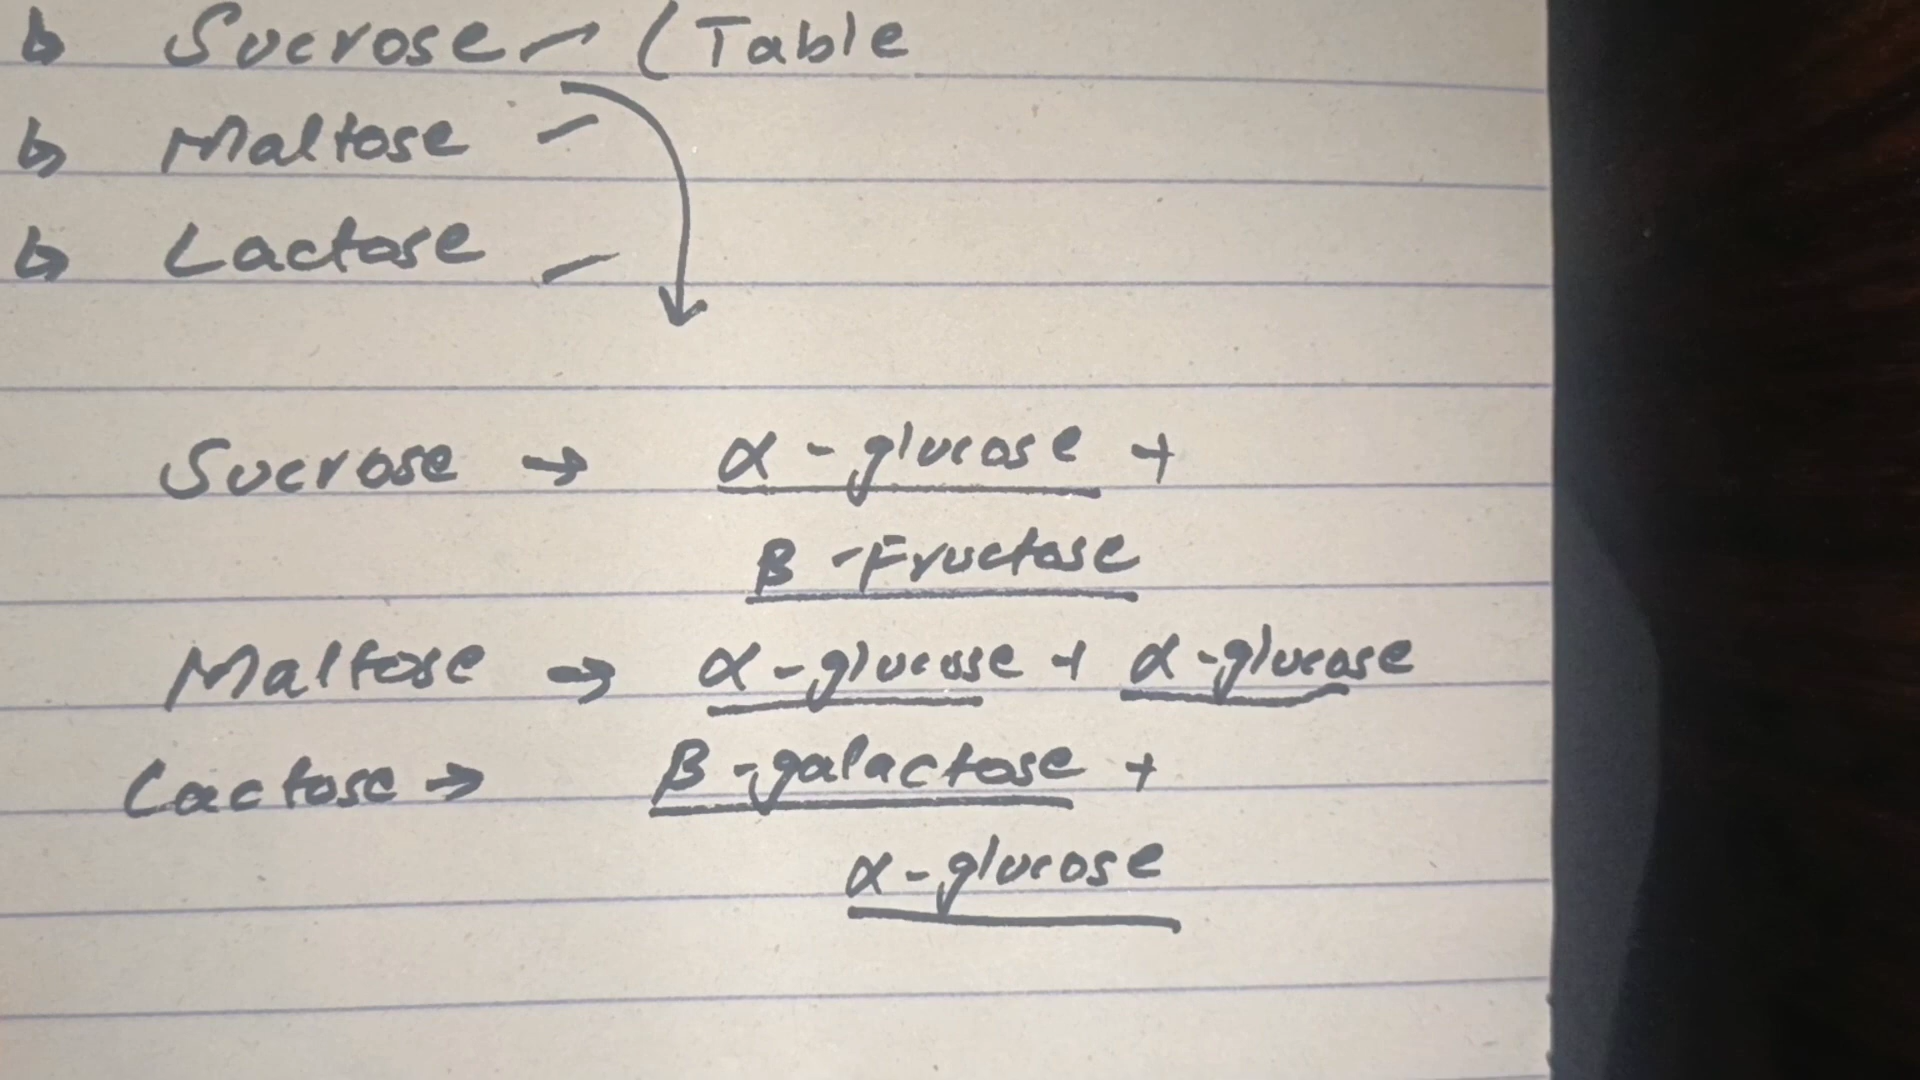 ↳ Sucrose – (Table
↳ Maltose –
↳ Lactose –
Sucrose → α-glucose +
β-Fructose
Maltose → α-glucose + α-glucose
Lactose → β-galactose +
α-glucose